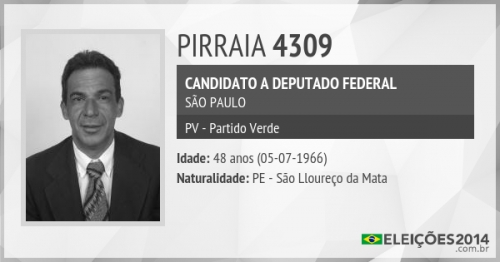 PIRRAIA 4309
CANDIDATO A DEPUTADO FEDERAL
SÃO PAULO
PV - Partido Verde
Idade: 48 anos (05-07-1966)
Naturalidade: PE - São Lloureço da Mata
ELEIÇÕES2014
.com.br